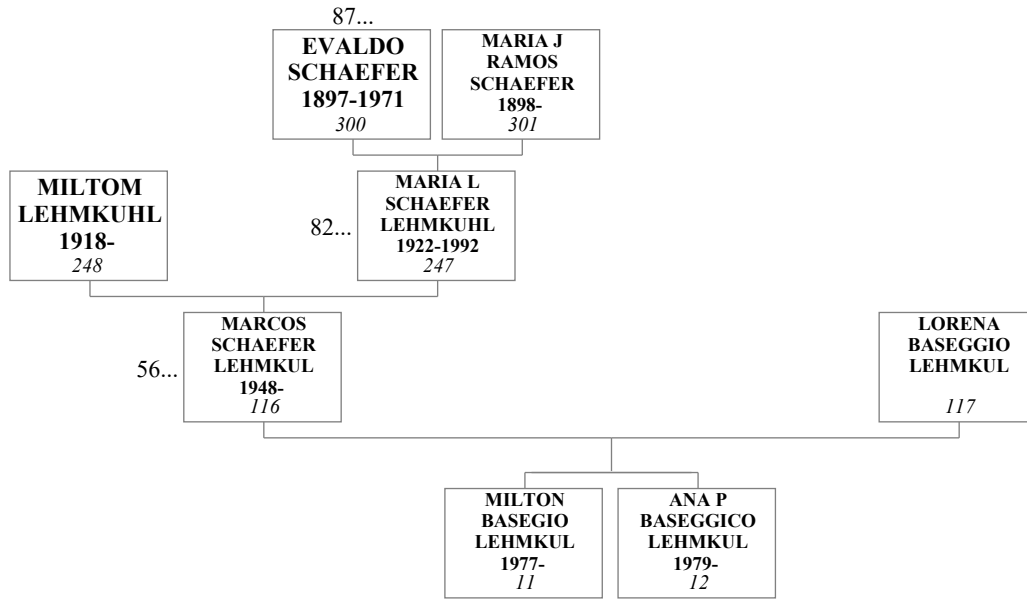 87...
EVALDO
SCHAEFER
1897-1971
300
MARIA J
RAMOS
SCHAEFER
1898-
301
MILTOM
LEHMKUHL
1918-
248
82...
MARIA L
SCHAEFER
LEHMKUHL
1922-1992
247
56...
MARCOS
SCHAEFER
LEHMKUL
1948-
116
LORENA
BASEGGIO
LEHMKUL
117
MILTON
BASEGIO
LEHMKUL
1977-
11
ANA P
BASEGGICO
LEHMKUL
1979-
12